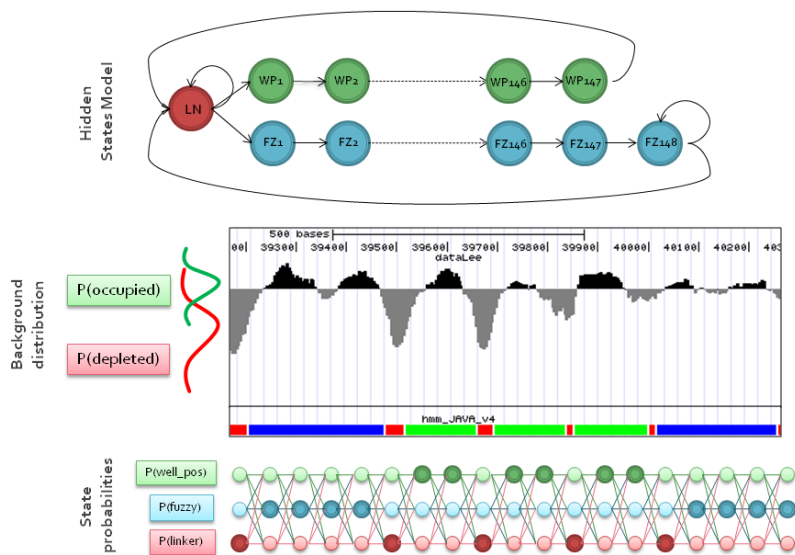 Hidden
States Model
WP1
WP2
WP146
WP147
LN
FZ1
FZ2
FZ146
FZ147
FZ148
Background
distribution
P(occupied)
P(depleted)
500 bases
00| 39300| 39400| 39500| 39600| 39700| 39800| 39900| 40000| 40100| 40200| 403
dataLee
hmm_JAVA_v4
State
probabilities
P(well_pos)
P(fuzzy)
P(linker)